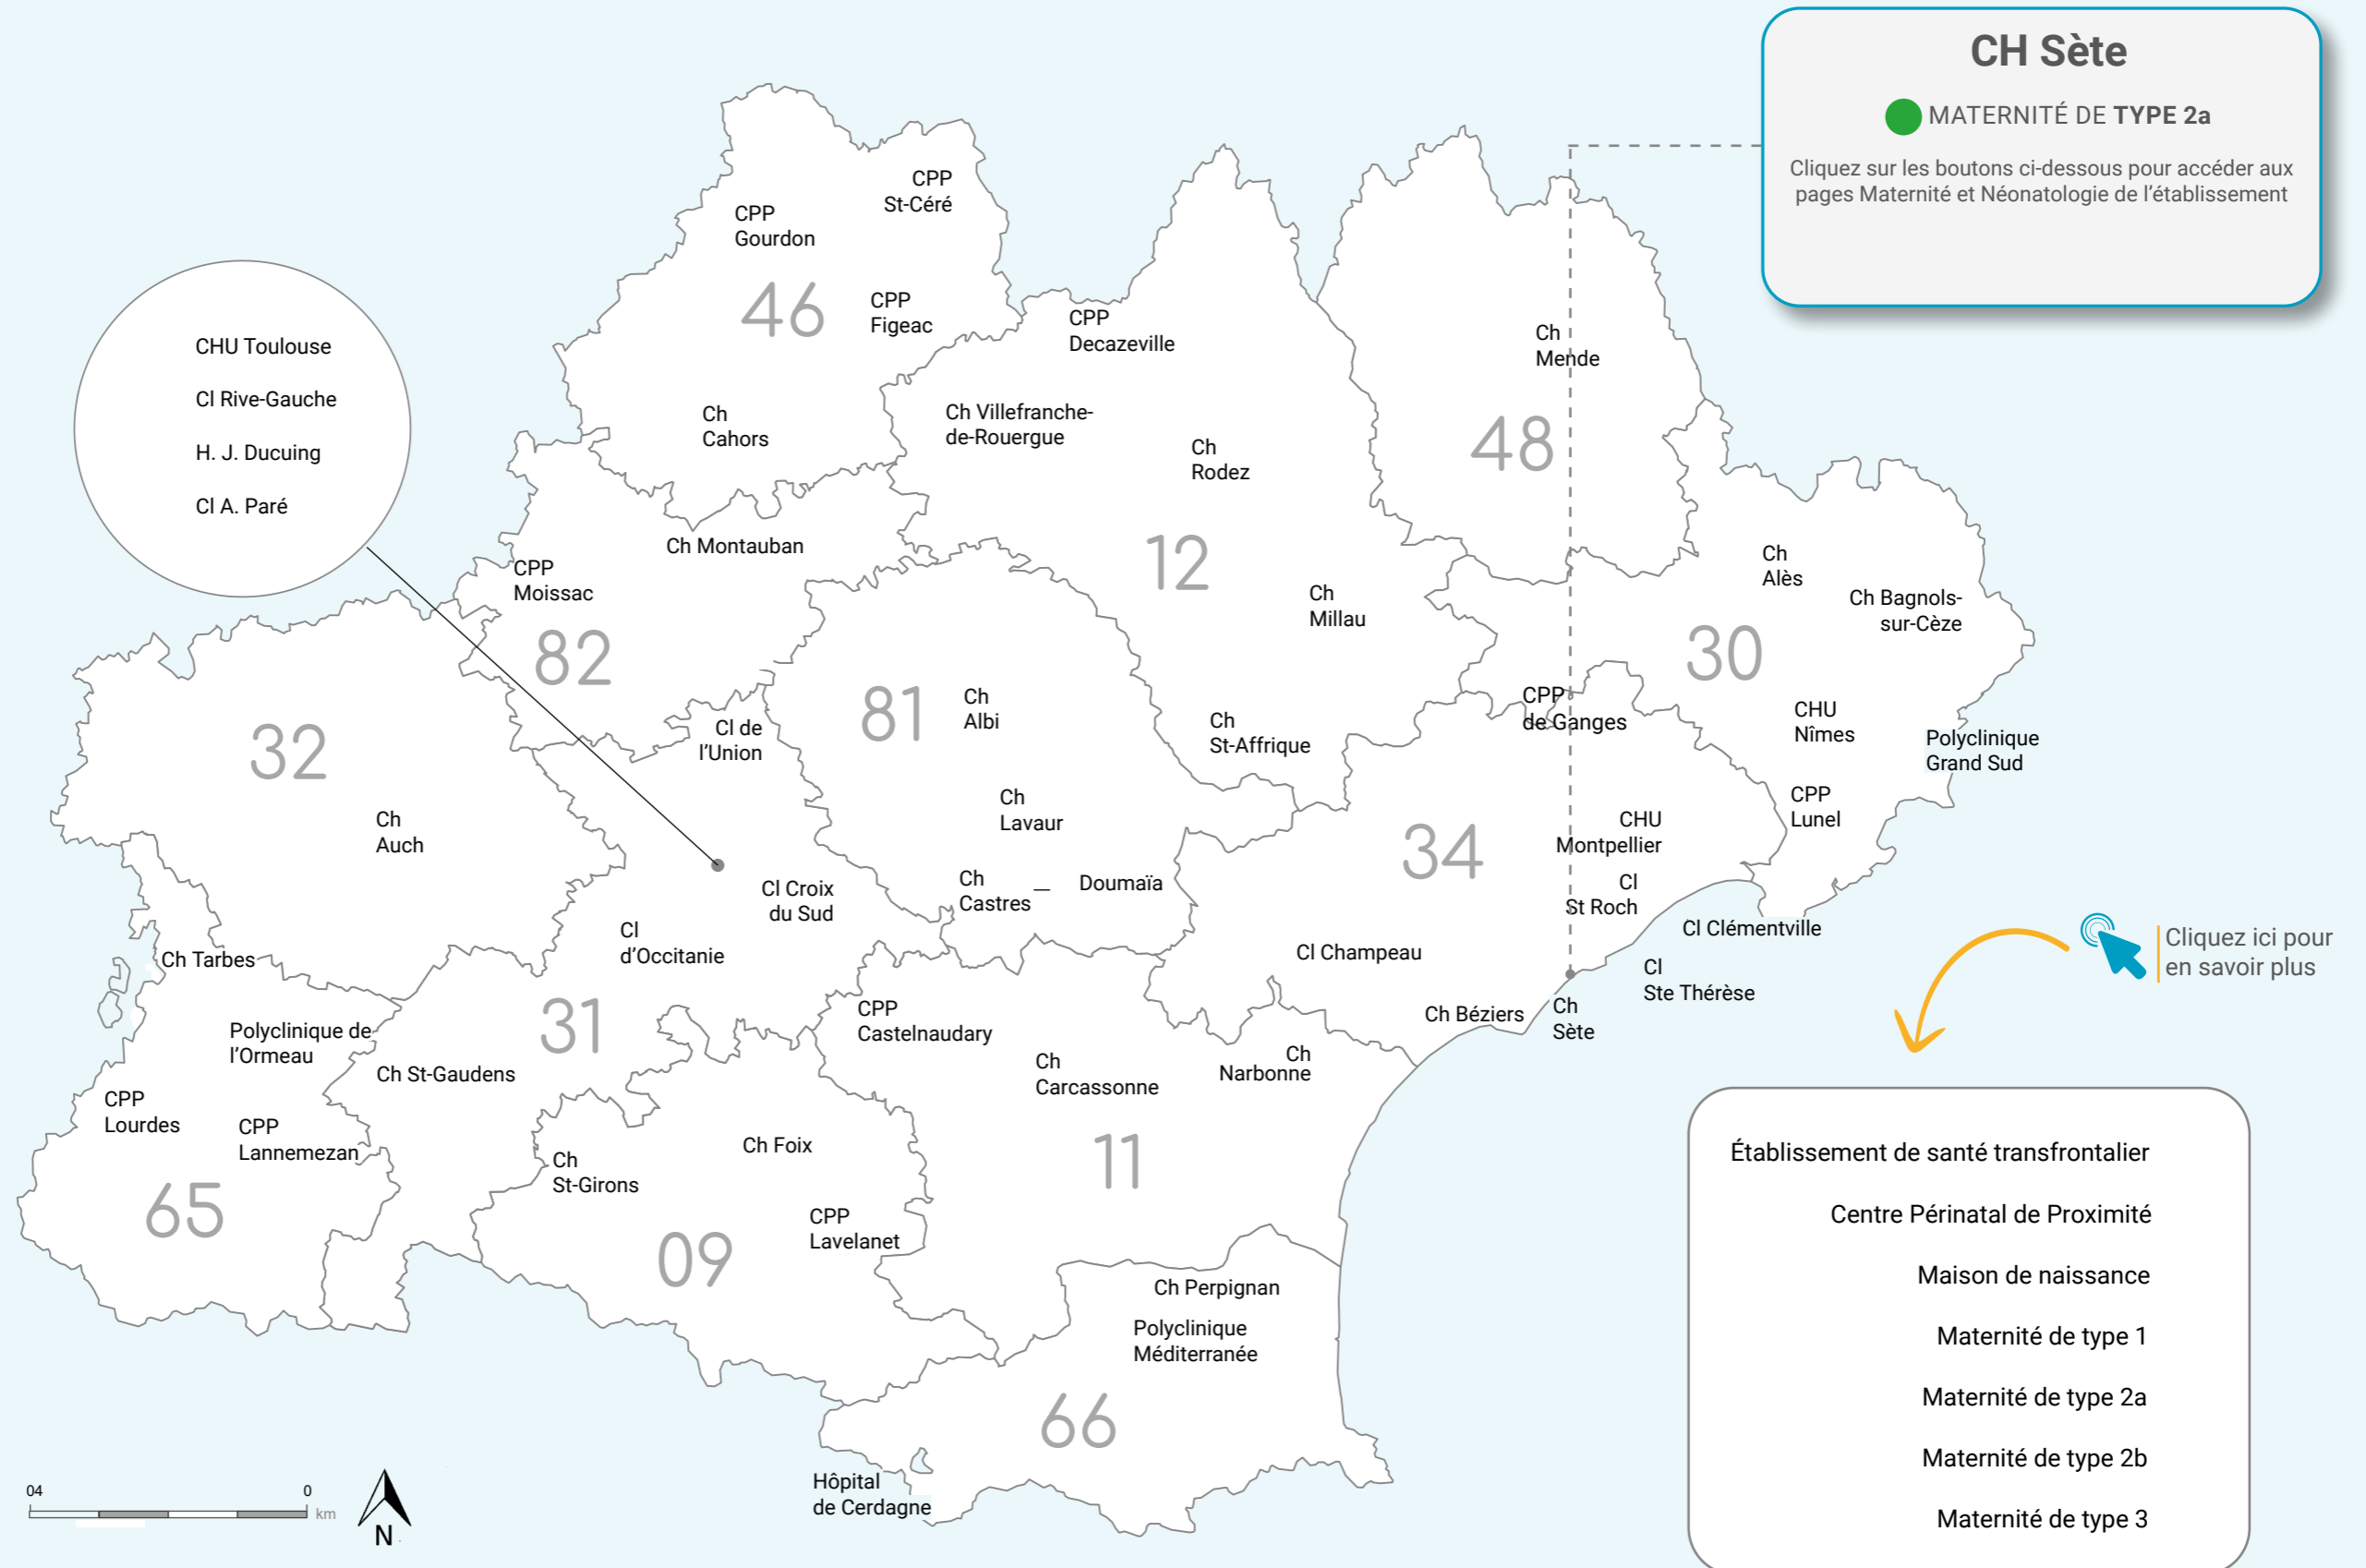 CH Sète
MATERNITÉ DE TYPE 2a
Cliquez sur les boutons ci-dessous pour accéder aux
pages Maternité et Néonatologie de l'établissement
CHU Toulouse
Cl Rive-Gauche
H. J. Ducuing
Cl A. Paré
CPP
St-Céré
CPP
Gourdon
46
CPP
Figeac
Ch
Cahors
CPP
Decazeville
Ch Villefranche-
de-Rouergue
Ch
Rodez
12
Ch
Millau
Ch
St-Affrique
Ch
Mende
48
Ch Montauban
CPP
Moissac
82
Ch
Alès
Ch Bagnols-
sur-Cèze
30
CHU
Nîmes
Polyclinique
Grand Sud
CPP
Lunel
32
Ch
Auch
81
Ch
Albi
Ch
Lavaur
Ch
Castres
— Doumaïa
Cl de
l'Union
Cl Croix
du Sud
Cl
d'Occitanie
31
Ch St-Gaudens
CPP
de Ganges
34
CHU
Montpellier
Cl
St Roch
Cl Clémentville
Cl Champeau
Cl
Ste Thérèse
Ch Béziers
Ch
Sète
Cliquez ici pour
en savoir plus
Ch Tarbes
Polyclinique de
l'Ormeau
CPP
Lourdes
CPP
Lannemezan
65
CPP
Castelnaudary
Ch
Carcassonne
Ch
Narbonne
11
Ch
St-Girons
Ch Foix
CPP
Lavelanet
09
Ch Perpignan
Polyclinique
Méditerranée
66
Hôpital
de Cerdagne
Établissement de santé transfrontalier
Centre Périnatal de Proximité
Maison de naissance
Maternité de type 1
Maternité de type 2a
Maternité de type 2b
Maternité de type 3
04 0
km
N